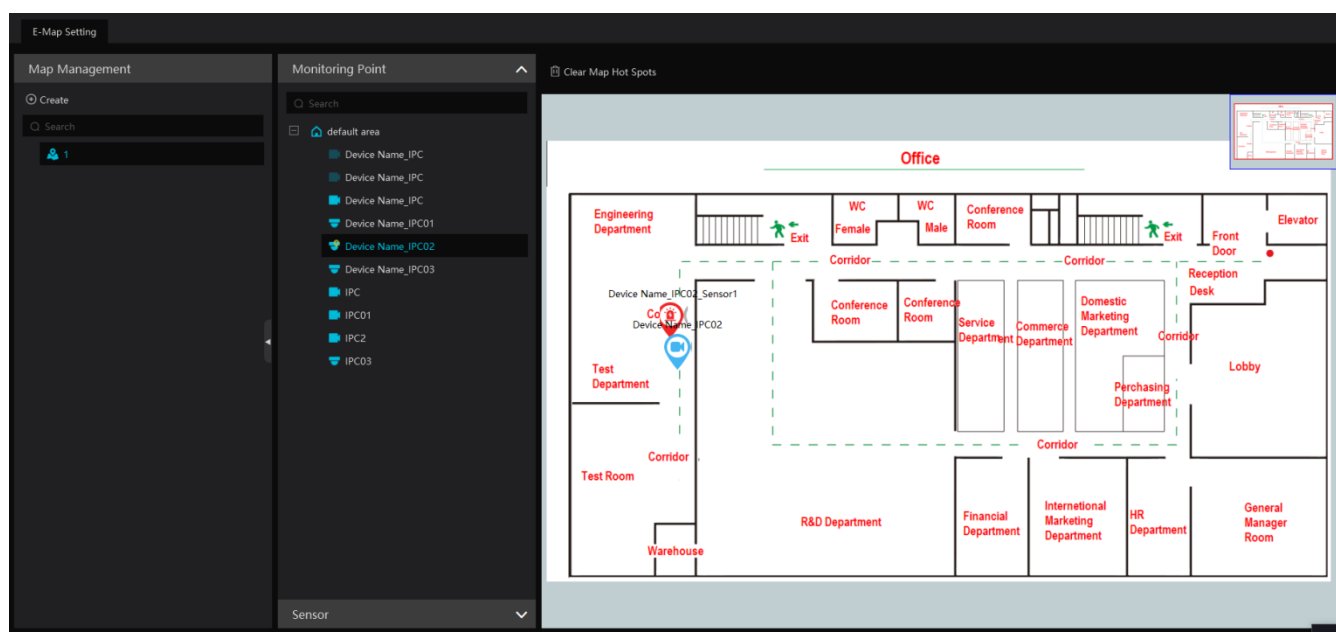 E-Map Setting
Map Management
Create
Search
1
Monitoring Point
Search
default area
Device Name_IPC
Device Name_IPC
Device Name_IPC
Device Name_IPC01
Device Name_IPC02
Device Name_IPC03
IPC
IPC01
IPC2
IPC03
Sensor
Clear Map Hot Spots
Office
Engineering
Department
Exit
WC
Female
WC
Male
Conference
Room
Exit
Front
Door
Elevator
Corridor
Corridor
Reception
Desk
Device Name_IPC02_Sensor1
Device Name_IPC02
Conference
Room
Conference
Room
Service
Department
Commerce
Department
Domestic
Marketing
Department
Corridor
Perchasing
Department
Lobby
Test
Department
Corridor
Corridor
Test Room
R&D Department
Financial
Department
Internetional
Marketing
Department
HR
Department
General
Manager
Room
Warehouse